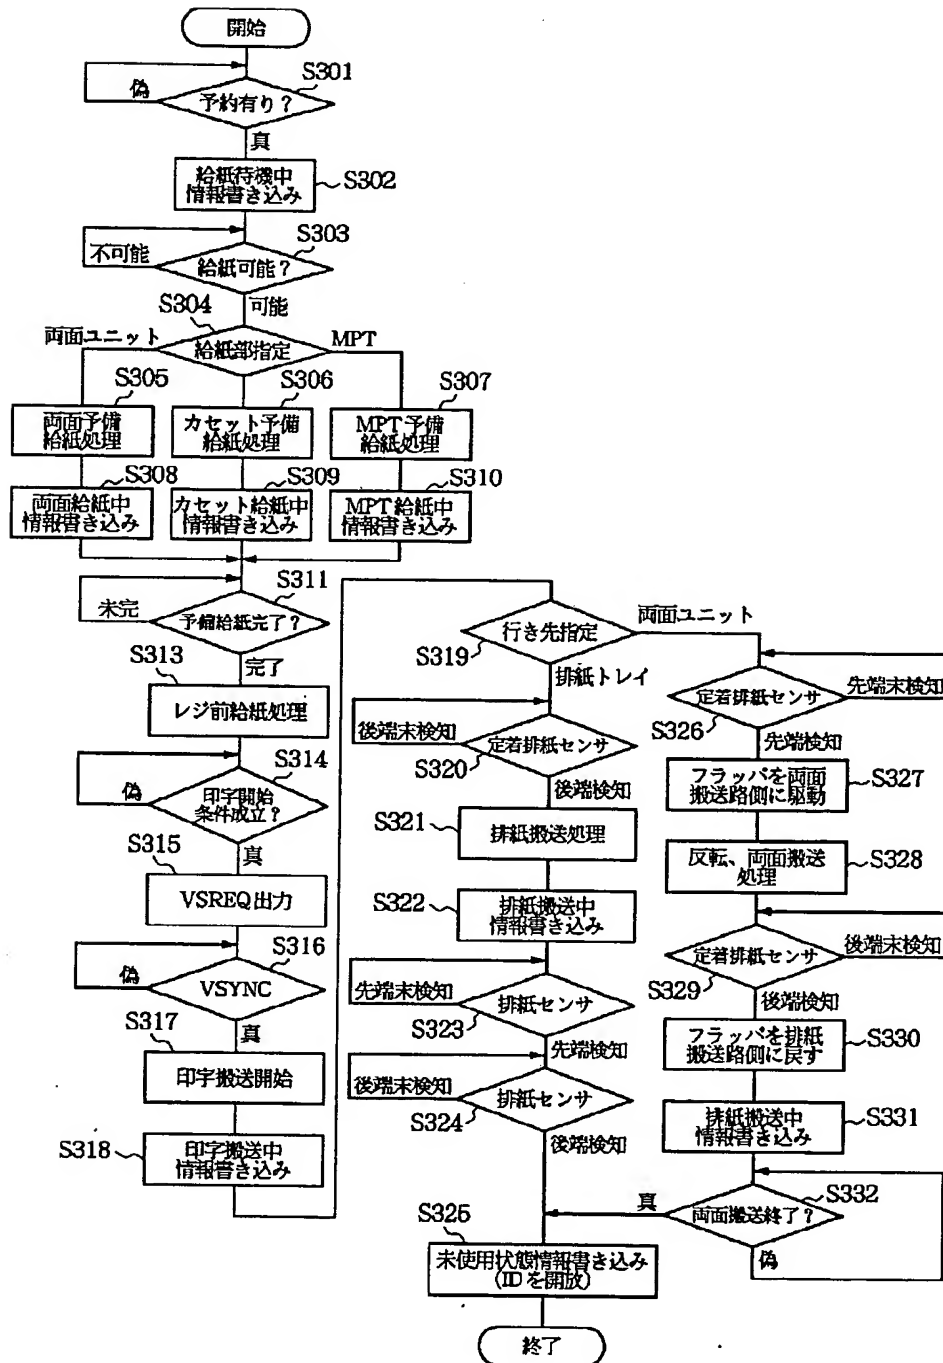 開始
S301
偽
予約有り?
真
給紙待機中
情報書き込み
S302
S303
不可能
給紙可能?
可能
S304
両面ユニット
給紙部指定
MPT
S305
S306
S307
両面予備
給紙処理
カセット予備
給紙処理
MPT予備
給紙処理
S308
S309
S310
両面給紙中
情報書き込み
カセット給紙中
情報書き込み
MPT給紙中
情報書き込み
S311
未完
予備給紙完了?
完了
S313
レジ前給紙処理
S314
偽
印字開始
条件成立?
真
S315
VSREQ出力
S316
偽
VSYNC
真
S317
印字搬送開始
S318
印字搬送中
情報書き込み
行き先指定
S319
両面ユニット
排紙トレイ
後端末検知
定着排紙センサ
S320
後端検知
S321
排紙搬送処理
S322
排紙搬送中
情報書き込み
先端末検知
排紙センサ
S323
先端検知
後端末検知
排紙センサ
S324
後端検知
S325
未使用状態情報書き込み
(IDを開放)
終了
定着排紙センサ
先端末検知
S326
先端検知
フラッパを両面
搬送路側に駆動
S327
反転、両面搬送
処理
S328
定着排紙センサ
後端末検知
S329
後端検知
フラッパを排紙
搬送路側に戻す
S330
排紙搬送中
情報書き込み
S331
S332
真
両面搬送終了?
偽